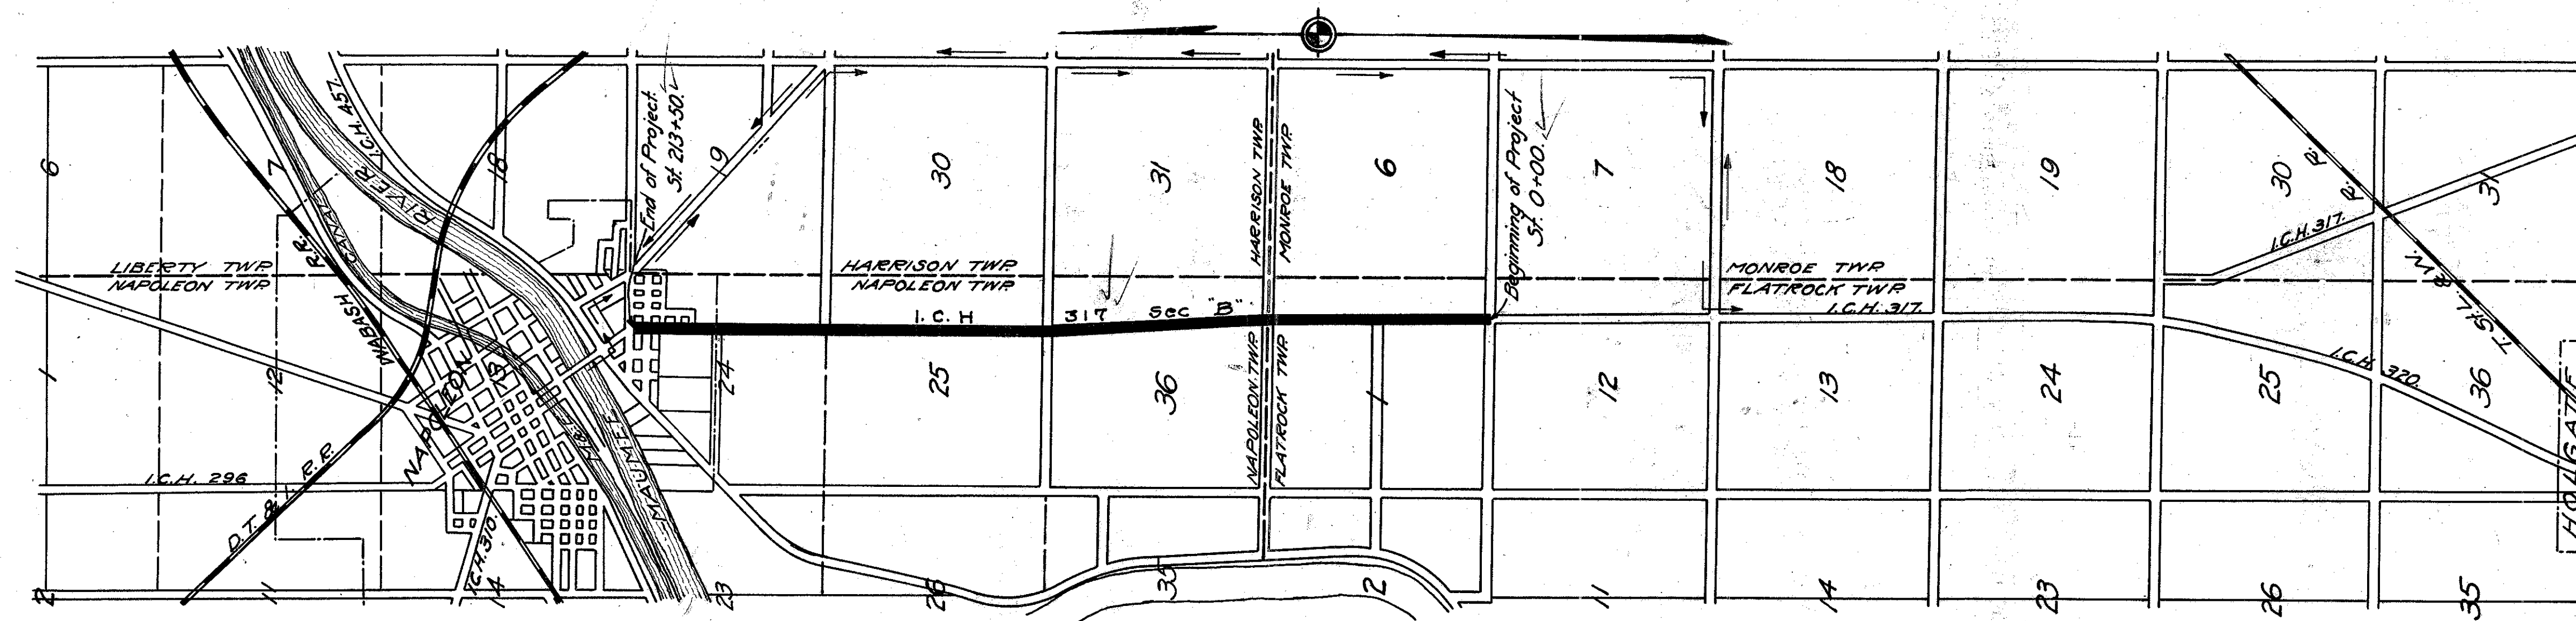 I.C.H. 457.
RIVER
CANAL
WABASH R.R.
D.T. & I. R.R.
LIBERTY TWP.
NAPOLEON TWP.
NAPOLEON
MAUMEE
I.C.H. 296
I.C.H. 310.
End of Project.
St. 213+50.
HARRISON TWP.
NAPOLEON TWP.
I. C. H 317 Sec "B"
HARRISON TWP.
MONROE TWP.
NAPOLEON TWP.
FLATROCK TWP.
Beginning of Project
St. 0+00.
MONROE TWP.
FLATROCK TWP.
I.C.H. 317.
I.C.H. 317.
I.C.H. 320.
T. St. L. & W. R. R.
HOLGATE
6 7 18 19 30 31 6 7 18 19 30 31
1 12 13 24 25 36 1 12 13 24 25 36
2 11 14 23 26 35 2 11 14 23 26 35